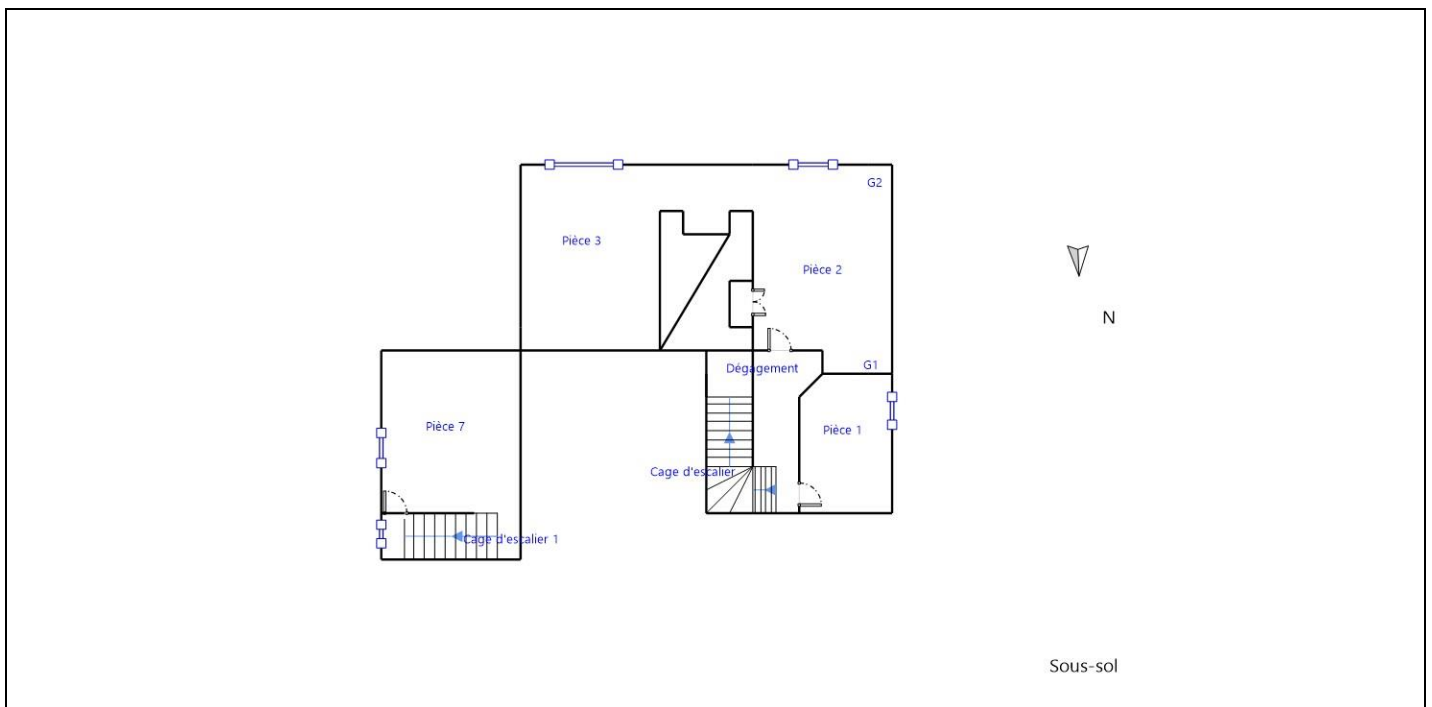 G2
Pièce 3
Pièce 2
N
G1
Dégagement
Pièce 7
Pièce 1
Cage d'escalier
Cage d'escalier 1
Sous-sol